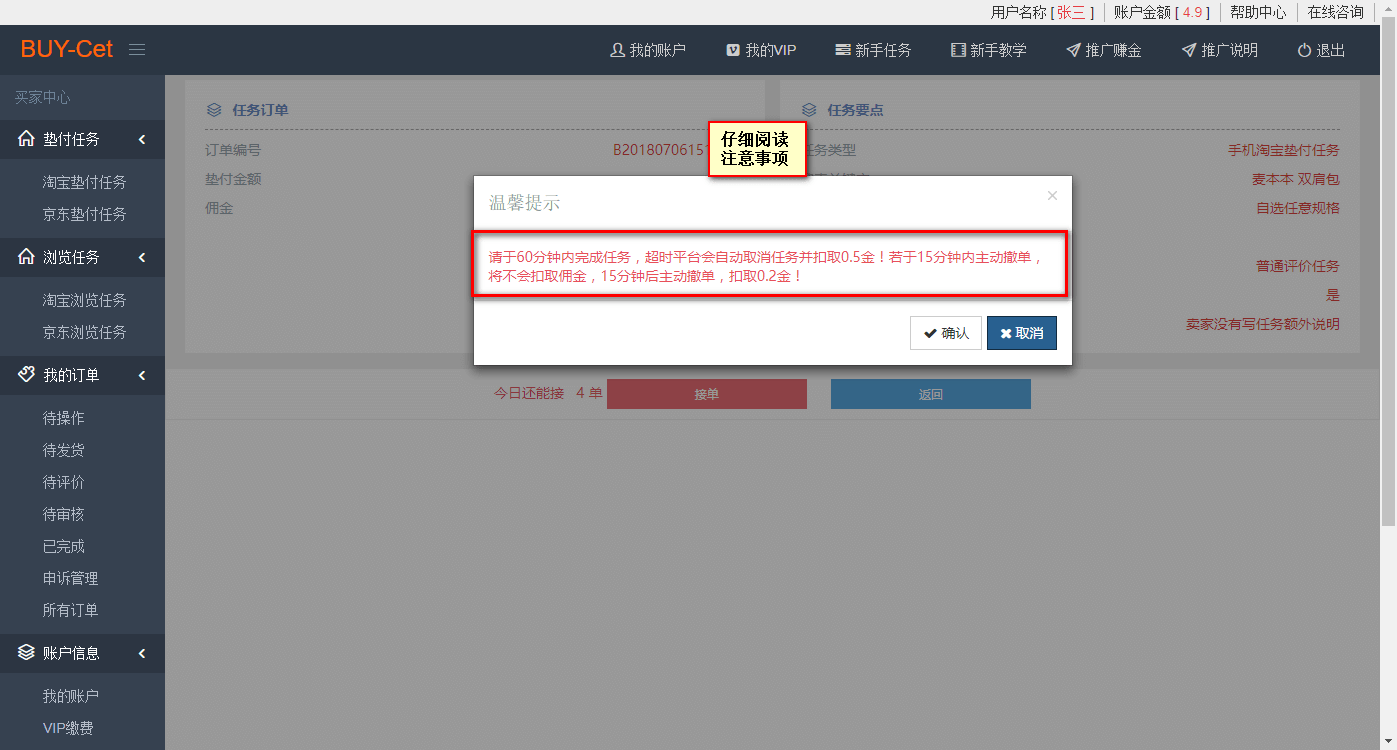 用户名称 [ 张三 ] 账户金额 [ 4.9 ] 帮助中心 在线咨询
BUY-Cet 我的账户 我的VIP 新手任务 新手教学 推广赚金 推广说明 退出
买家中心
垫付任务
淘宝垫付任务
京东垫付任务
浏览任务
淘宝浏览任务
京东浏览任务
我的订单
待操作
待发货
待评价
待审核
已完成
申诉管理
所有订单
账户信息
我的账户
VIP缴费
任务订单
订单编号 B2018070615
垫付金额
佣金
任务要点
任务类型 手机淘宝垫付任务
麦本本 双肩包
自选任意规格
普通评价任务
是
卖家没有写任务额外说明
仔细阅读
注意事项
温馨提示 ×
请于60分钟内完成任务，超时平台会自动取消任务并扣取0.5金！若于15分钟内主动撤单，
将不会扣取佣金，15分钟后主动撤单，扣取0.2金！
确认 取消
今日还能接 4 单 接单 返回